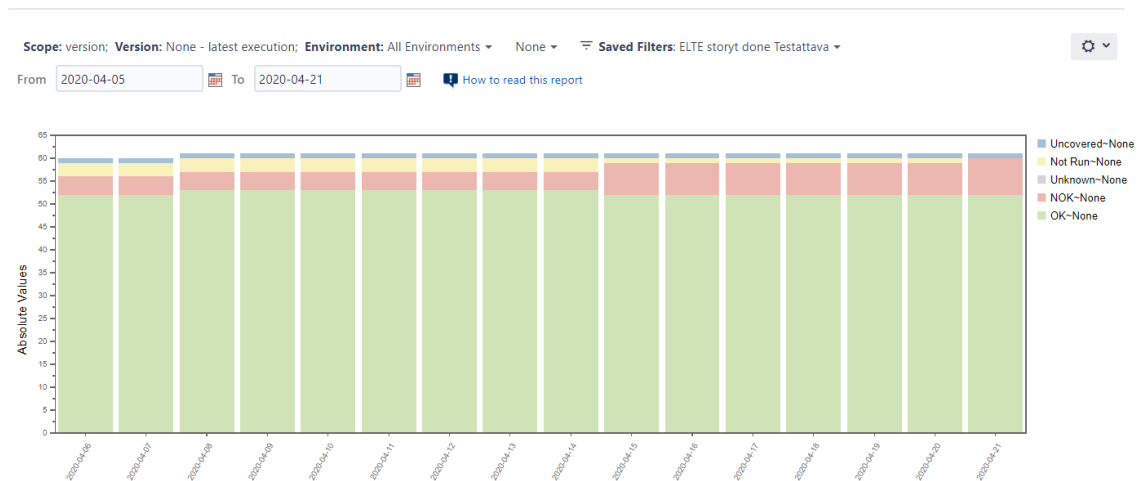 Scope: version; Version: None - latest execution; Environment: All Environments None Saved Filters: ELTE storyt done Testattava
From 2020-04-05 To 2020-04-21 How to read this report
65
60
55
50
45
40
35
30
25
20
15
10
5
0
Absolute Values
2020-04-06 2020-04-07 2020-04-08 2020-04-09 2020-04-10 2020-04-11 2020-04-12 2020-04-13 2020-04-14 2020-04-15 2020-04-16 2020-04-17 2020-04-18 2020-04-19 2020-04-20 2020-04-21
Uncovered~None
Not Run~None
Unknown~None
NOK~None
OK~None